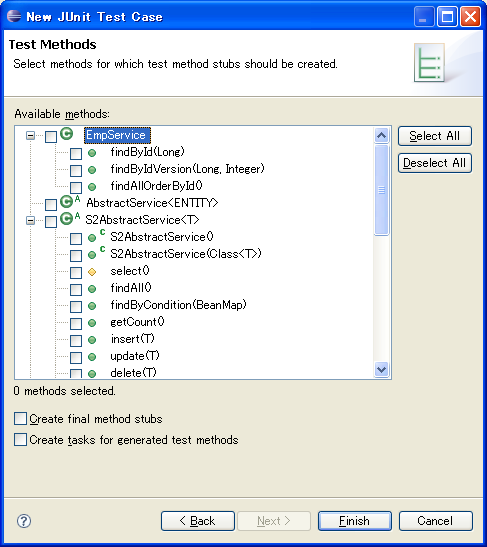 New JUnit Test Case
Test Methods
Select methods for which test method stubs should be created.
Available methods:
EmpService
findById(Long)
findByIdVersion(Long, Integer)
findAllOrderById()
AbstractService<ENTITY>
S2AbstractService<T>
S2AbstractService()
S2AbstractService(Class<T>)
select()
findAll()
findByCondition(BeanMap)
getCount()
insert(T)
update(T)
delete(T)
Select All
Deselect All
0 methods selected.
Create final method stubs
Create tasks for generated test methods
< Back
Next >
Finish
Cancel